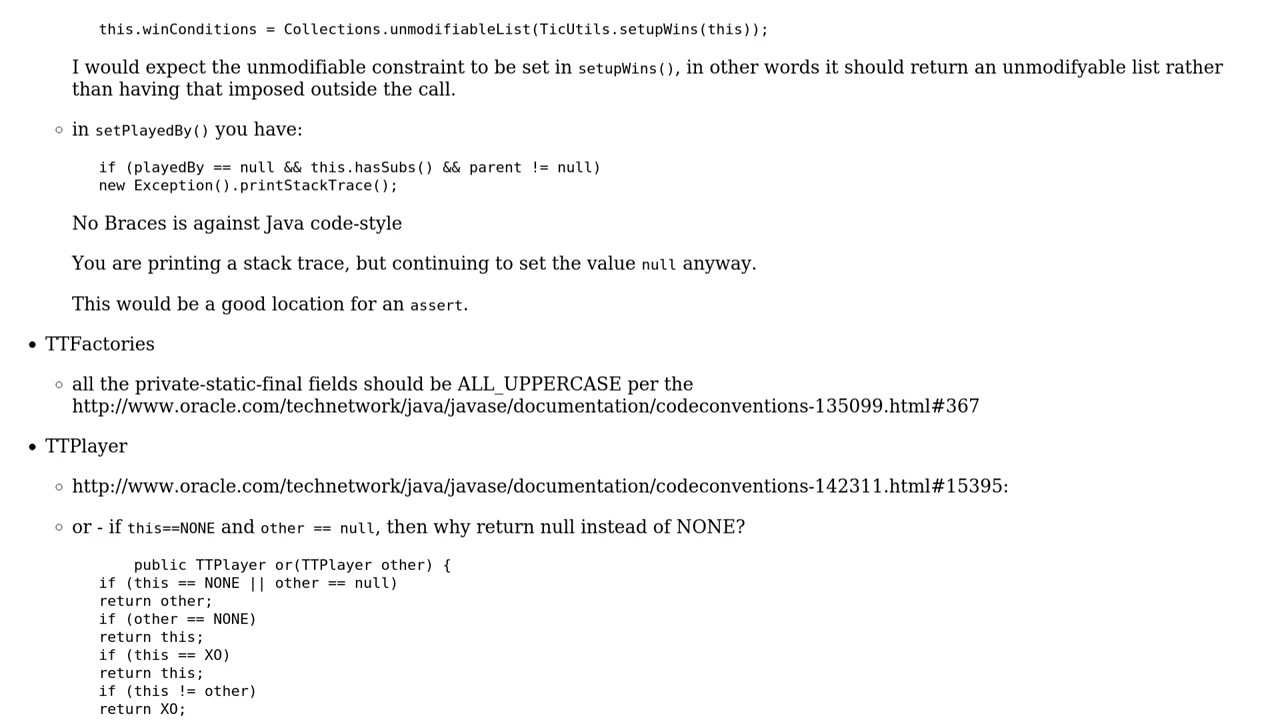 this.winConditions = Collections.unmodifiableList(TicUtils.setupWins(this));
I would expect the unmodifiable constraint to be set in setupWins(), in other words it should return an unmodifyable list rather
than having that imposed outside the call.
◦ in setPlayedBy() you have:
if (playedBy == null && this.hasSubs() && parent != null)
new Exception().printStackTrace();
No Braces is against Java code-style
You are printing a stack trace, but continuing to set the value null anyway.
This would be a good location for an assert.
• TTFactories
◦ all the private-static-final fields should be ALL_UPPERCASE per the
http://www.oracle.com/technetwork/java/javase/documentation/codeconventions-135099.html#367
• TTPlayer
◦ http://www.oracle.com/technetwork/java/javase/documentation/codeconventions-142311.html#15395:
◦ or - if this==NONE and other == null, then why return null instead of NONE?
public TTPlayer or(TTPlayer other) {
if (this == NONE || other == null)
return other;
if (other == NONE)
return this;
if (this == XO)
return this;
if (this != other)
return XO;